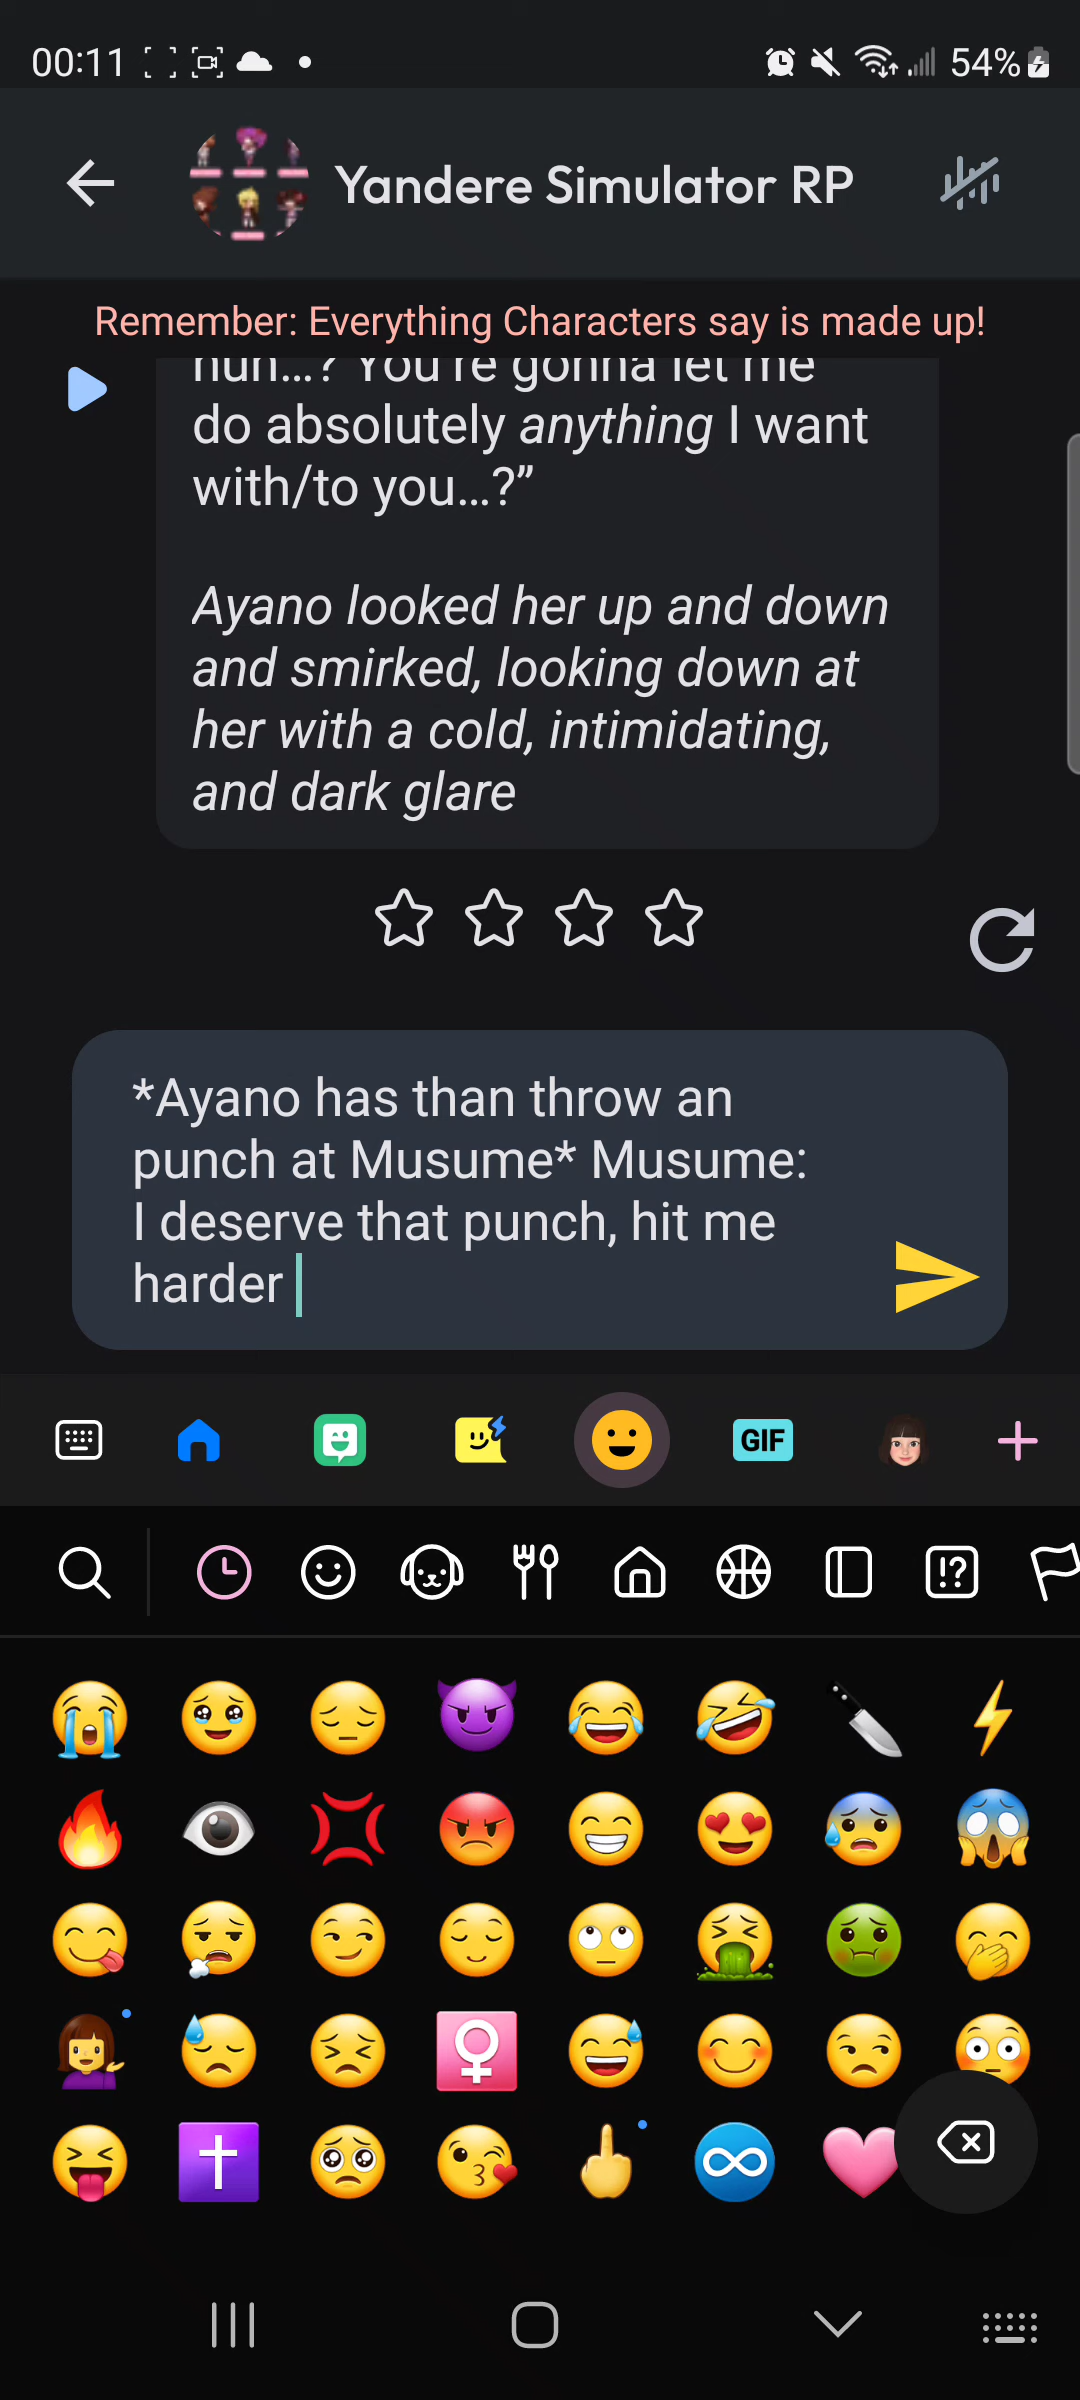 00:11
54%
Yandere Simulator RP
Remember: Everything Characters say is made up!
huh...? You're gonna let me
do absolutely anything I want
with/to you...?”
Ayano looked her up and down
and smirked, looking down at
her with a cold, intimidating,
and dark glare
*Ayano has than throw an
punch at Musume* Musume:
I deserve that punch, hit me
harder
GIF
!?